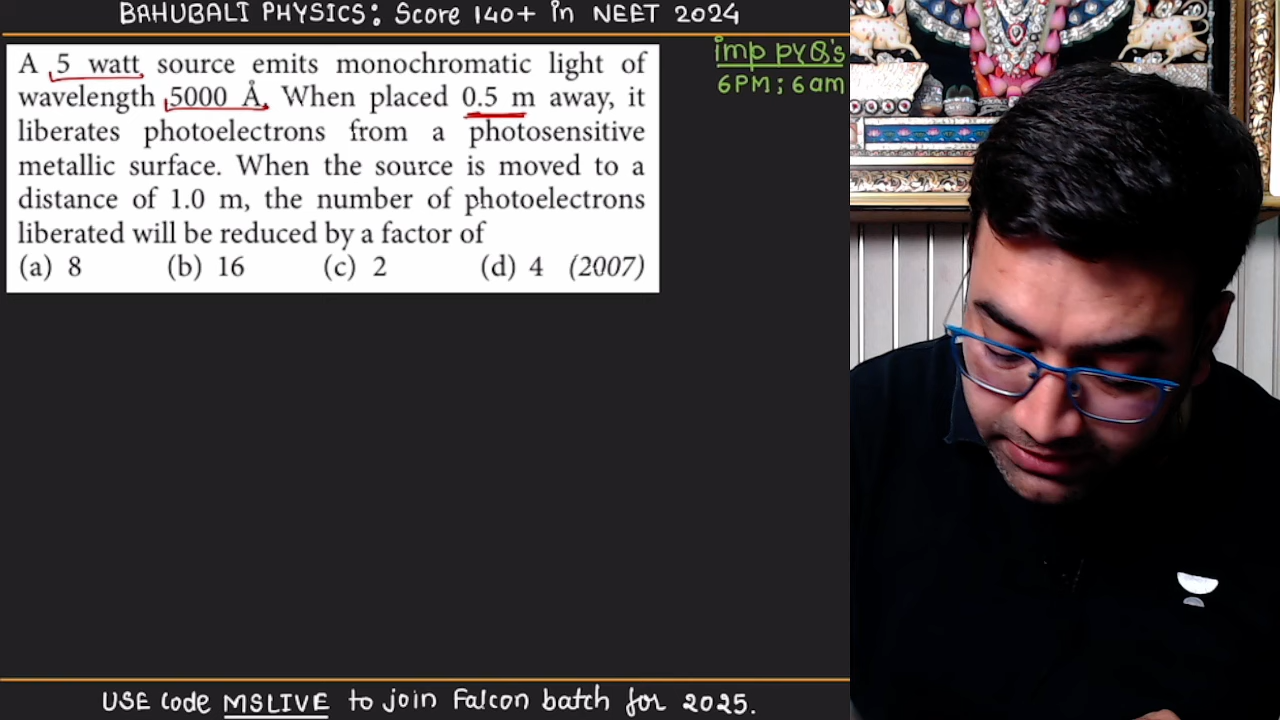 BAHUBALI PHYSICS: Score 140+ in NEET 2024
imp PYQ's
6PM ; 6am
A 5 watt source emits monochromatic light of
wavelength 5000 Å. When placed 0.5 m away, it
liberates photoelectrons from a photosensitive
metallic surface. When the source is moved to a
distance of 1.0 m, the number of photoelectrons
liberated will be reduced by a factor of
(a) 8 (b) 16 (c) 2 (d) 4 (2007)
USE Code MSLIVE to join Falcon batch for 2025.